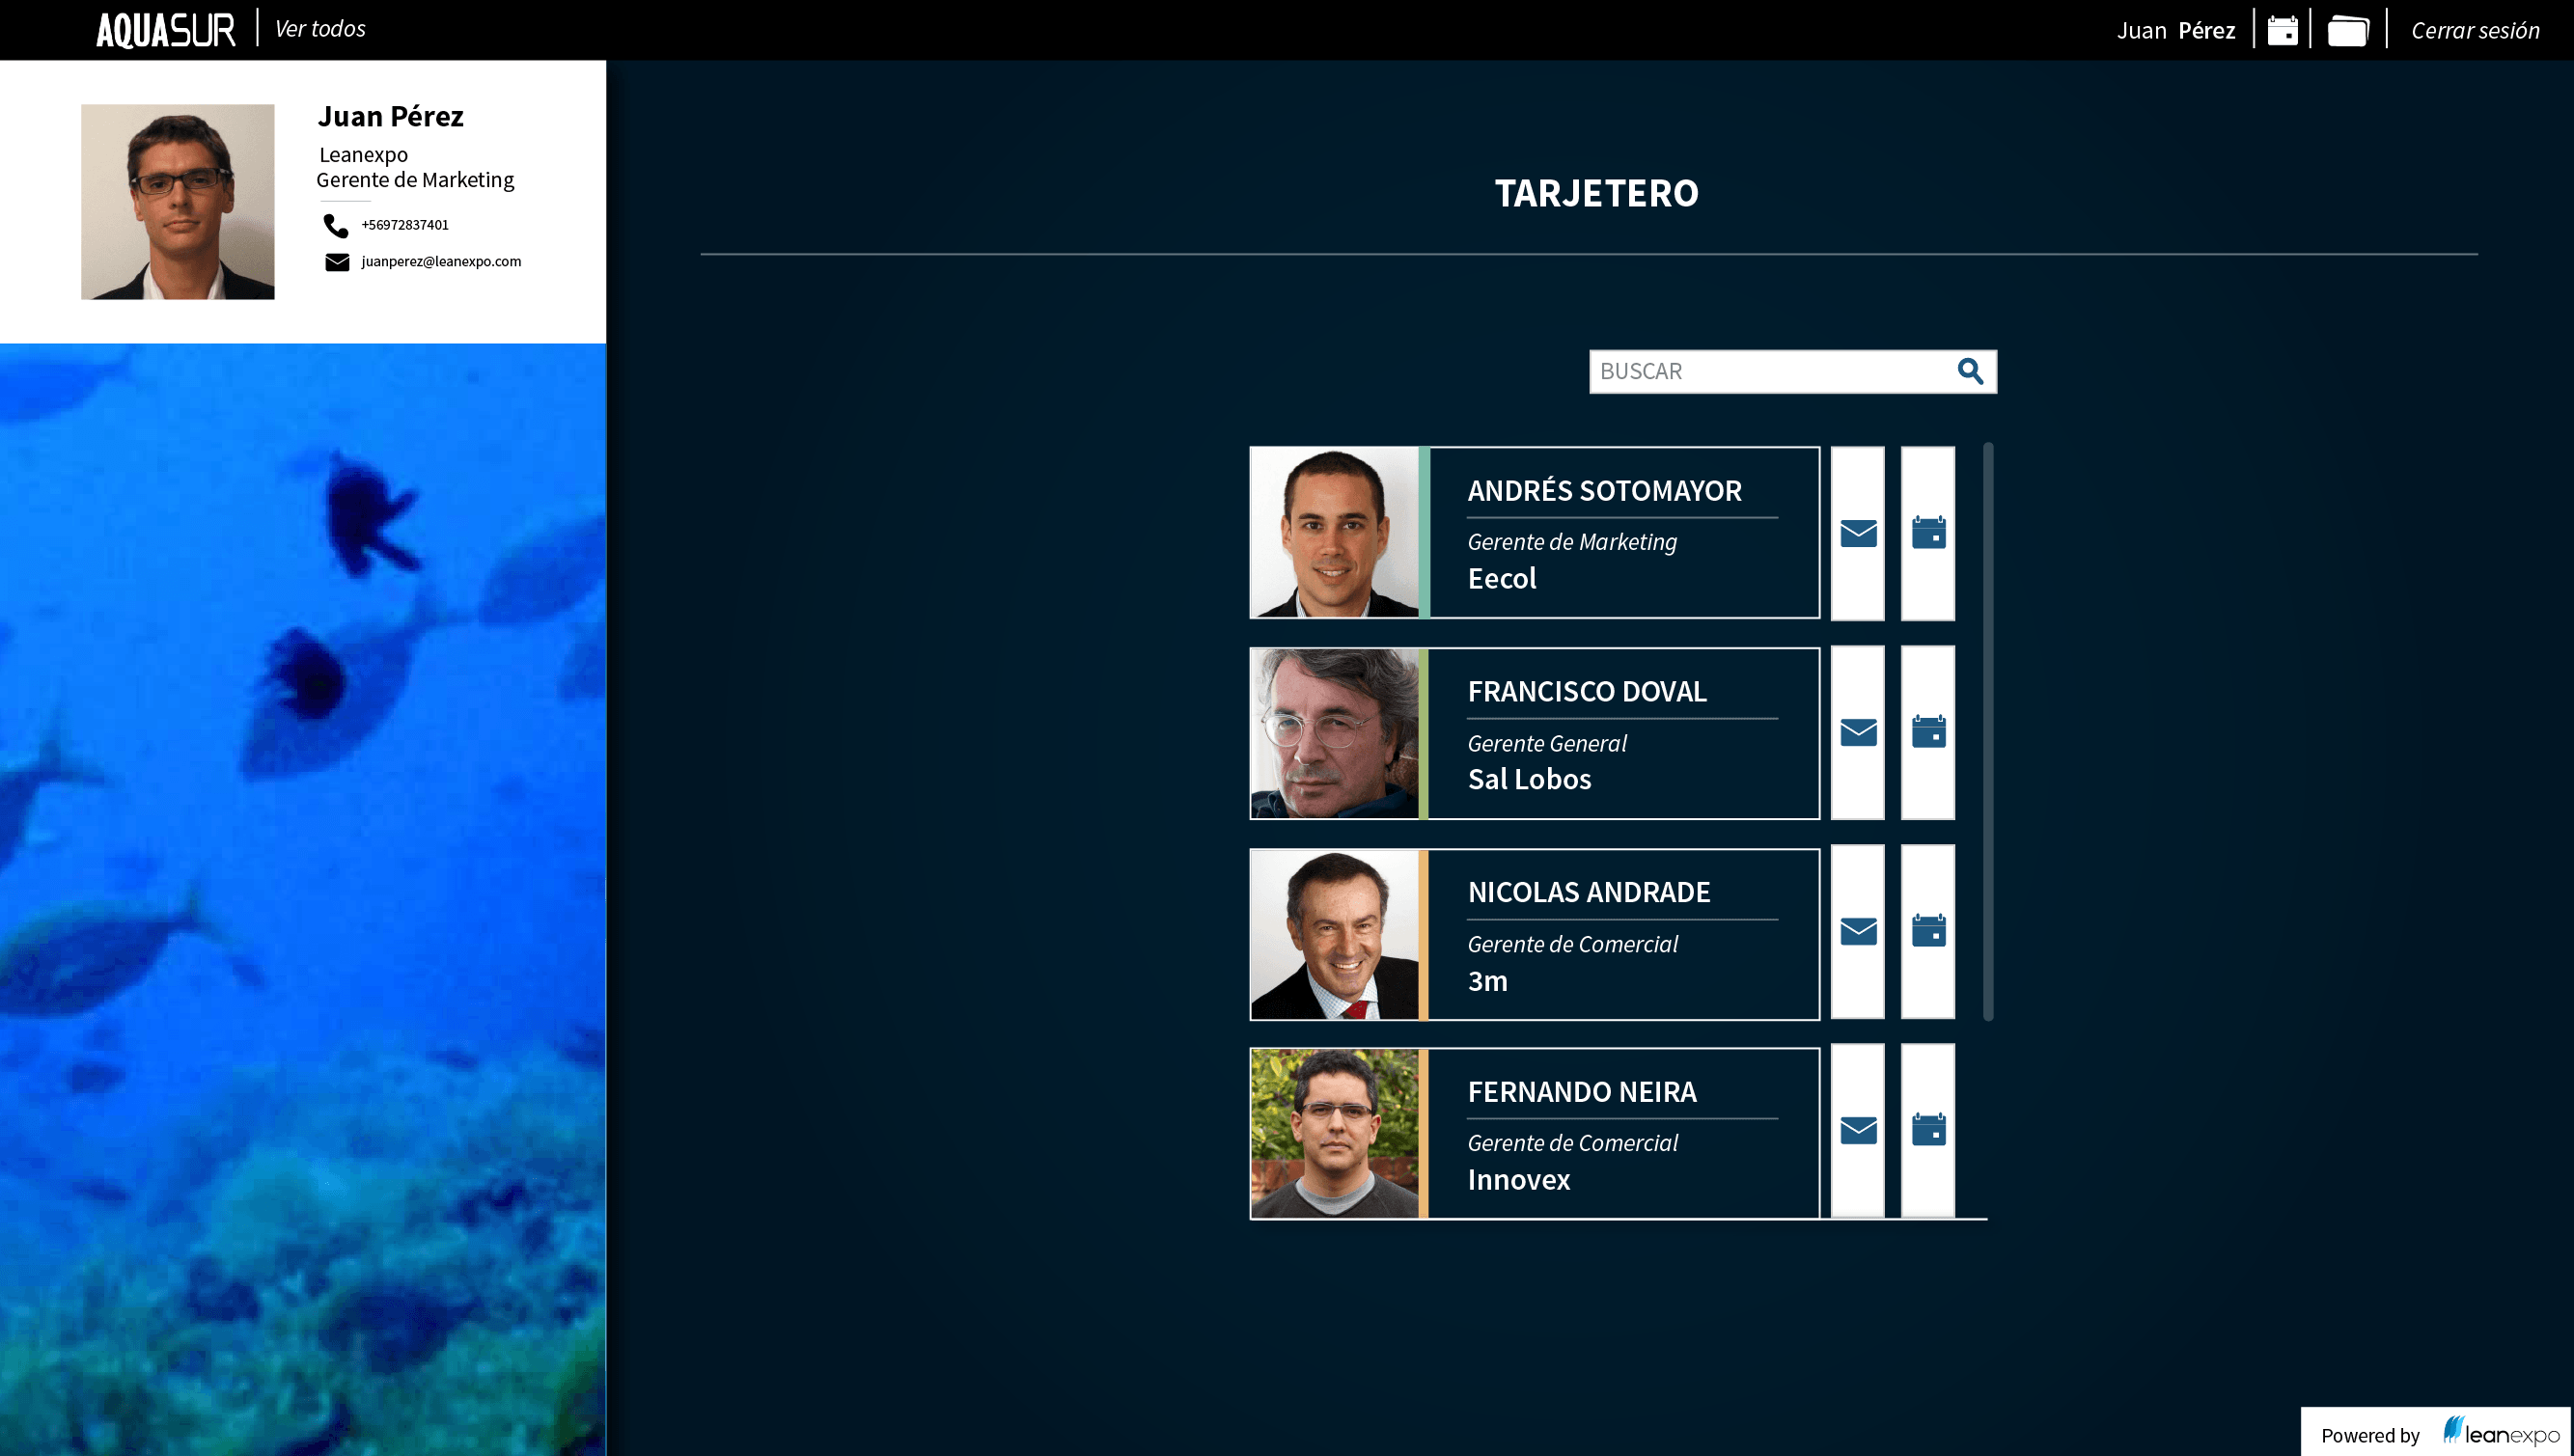 AQUASUR
Ver todos
Juan Pérez
Cerrar sesión
Juan Pérez
Leanexpo
Gerente de Marketing
+56972837401
juanperez@leanexpo.com
TARJETERO
BUSCAR
ANDRÉS SOTOMAYOR
Gerente de Marketing
Eecol
FRANCISCO DOVAL
Gerente General
Sal Lobos
NICOLAS ANDRADE
Gerente de Comercial
3m
FERNANDO NEIRA
Gerente de Comercial
Innovex
Powered by leanexpo